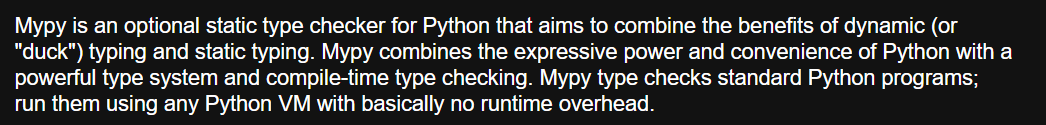 Mypy is an optional static type checker for Python that aims to combine the benefits of dynamic (or
"duck") typing and static typing. Mypy combines the expressive power and convenience of Python with a
powerful type system and compile-time type checking. Mypy type checks standard Python programs;
run them using any Python VM with basically no runtime overhead.